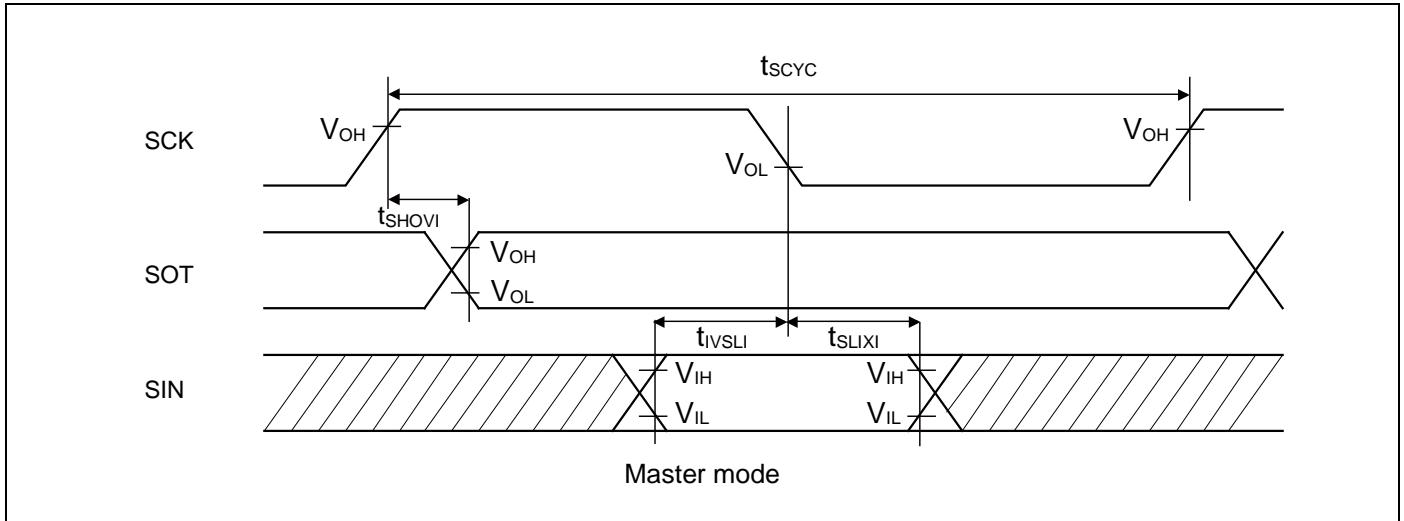 tSCYC
SCK VOH VOH
VOL
tSHOVI
SOT VOH
VOL
tIVSLI tSLIXI
SIN VIH VIH
VIL VIL
Master mode